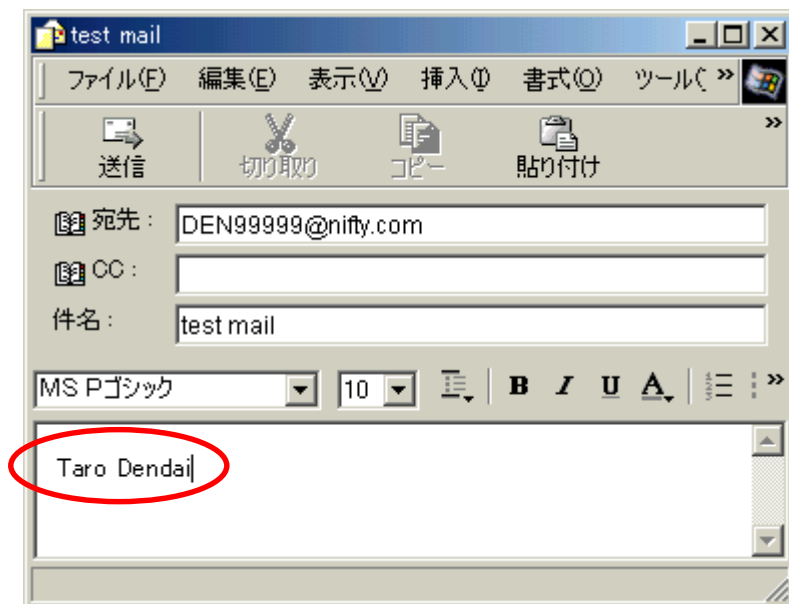 test mail
ファイル(F) 編集(E) 表示(V) 挿入(I) 書式(O) ツール( »
送信 切り取り コピー 貼り付け »
宛先: DEN99999@nifty.com
CC:
件名: test mail
MS Pゴシック 10 B I U A »
Taro Dendai